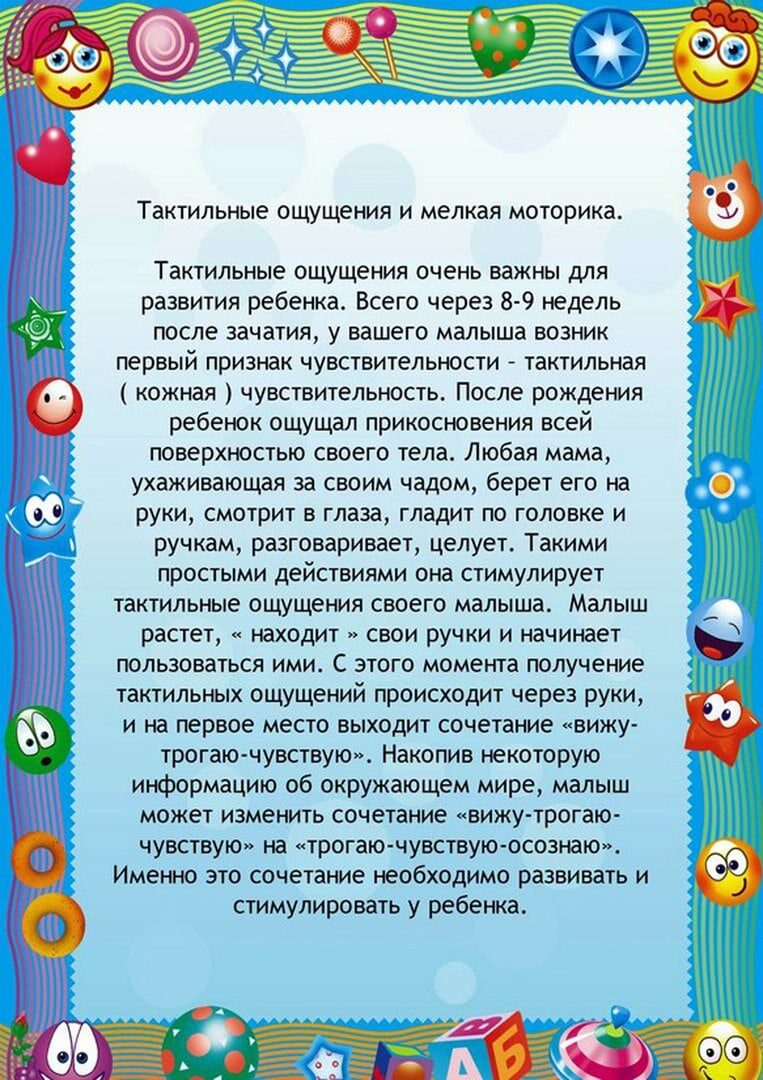 Тактильные ощущения и мелкая моторика.
Тактильные ощущения очень важны для
развития ребенка. Всего через 8-9 недель
после зачатия, у вашего малыша возник
первый признак чувствительности - тактильная
( кожная ) чувствительность. После рождения
ребенок ощущал прикосновения всей
поверхностью своего тела. Любая мама,
ухаживающая за своим чадом, берет его на
руки, смотрит в глаза, гладит по головке и
ручкам, разговаривает, целует. Такими
простыми действиями она стимулирует
тактильные ощущения своего малыша.  Малыш
растет, « находит » свои ручки и начинает
пользоваться ими. С этого момента получение
тактильных ощущений происходит через руки,
и на первое место выходит сочетание «вижу-
трогаю-чувствую». Накопив некоторую
информацию об окружающем мире, малыш
может изменить сочетание «вижу-трогаю-
чувствую» на «трогаю-чувствую-осознаю».
Именно это сочетание необходимо развивать и
стимулировать у ребенка.
В
А Б